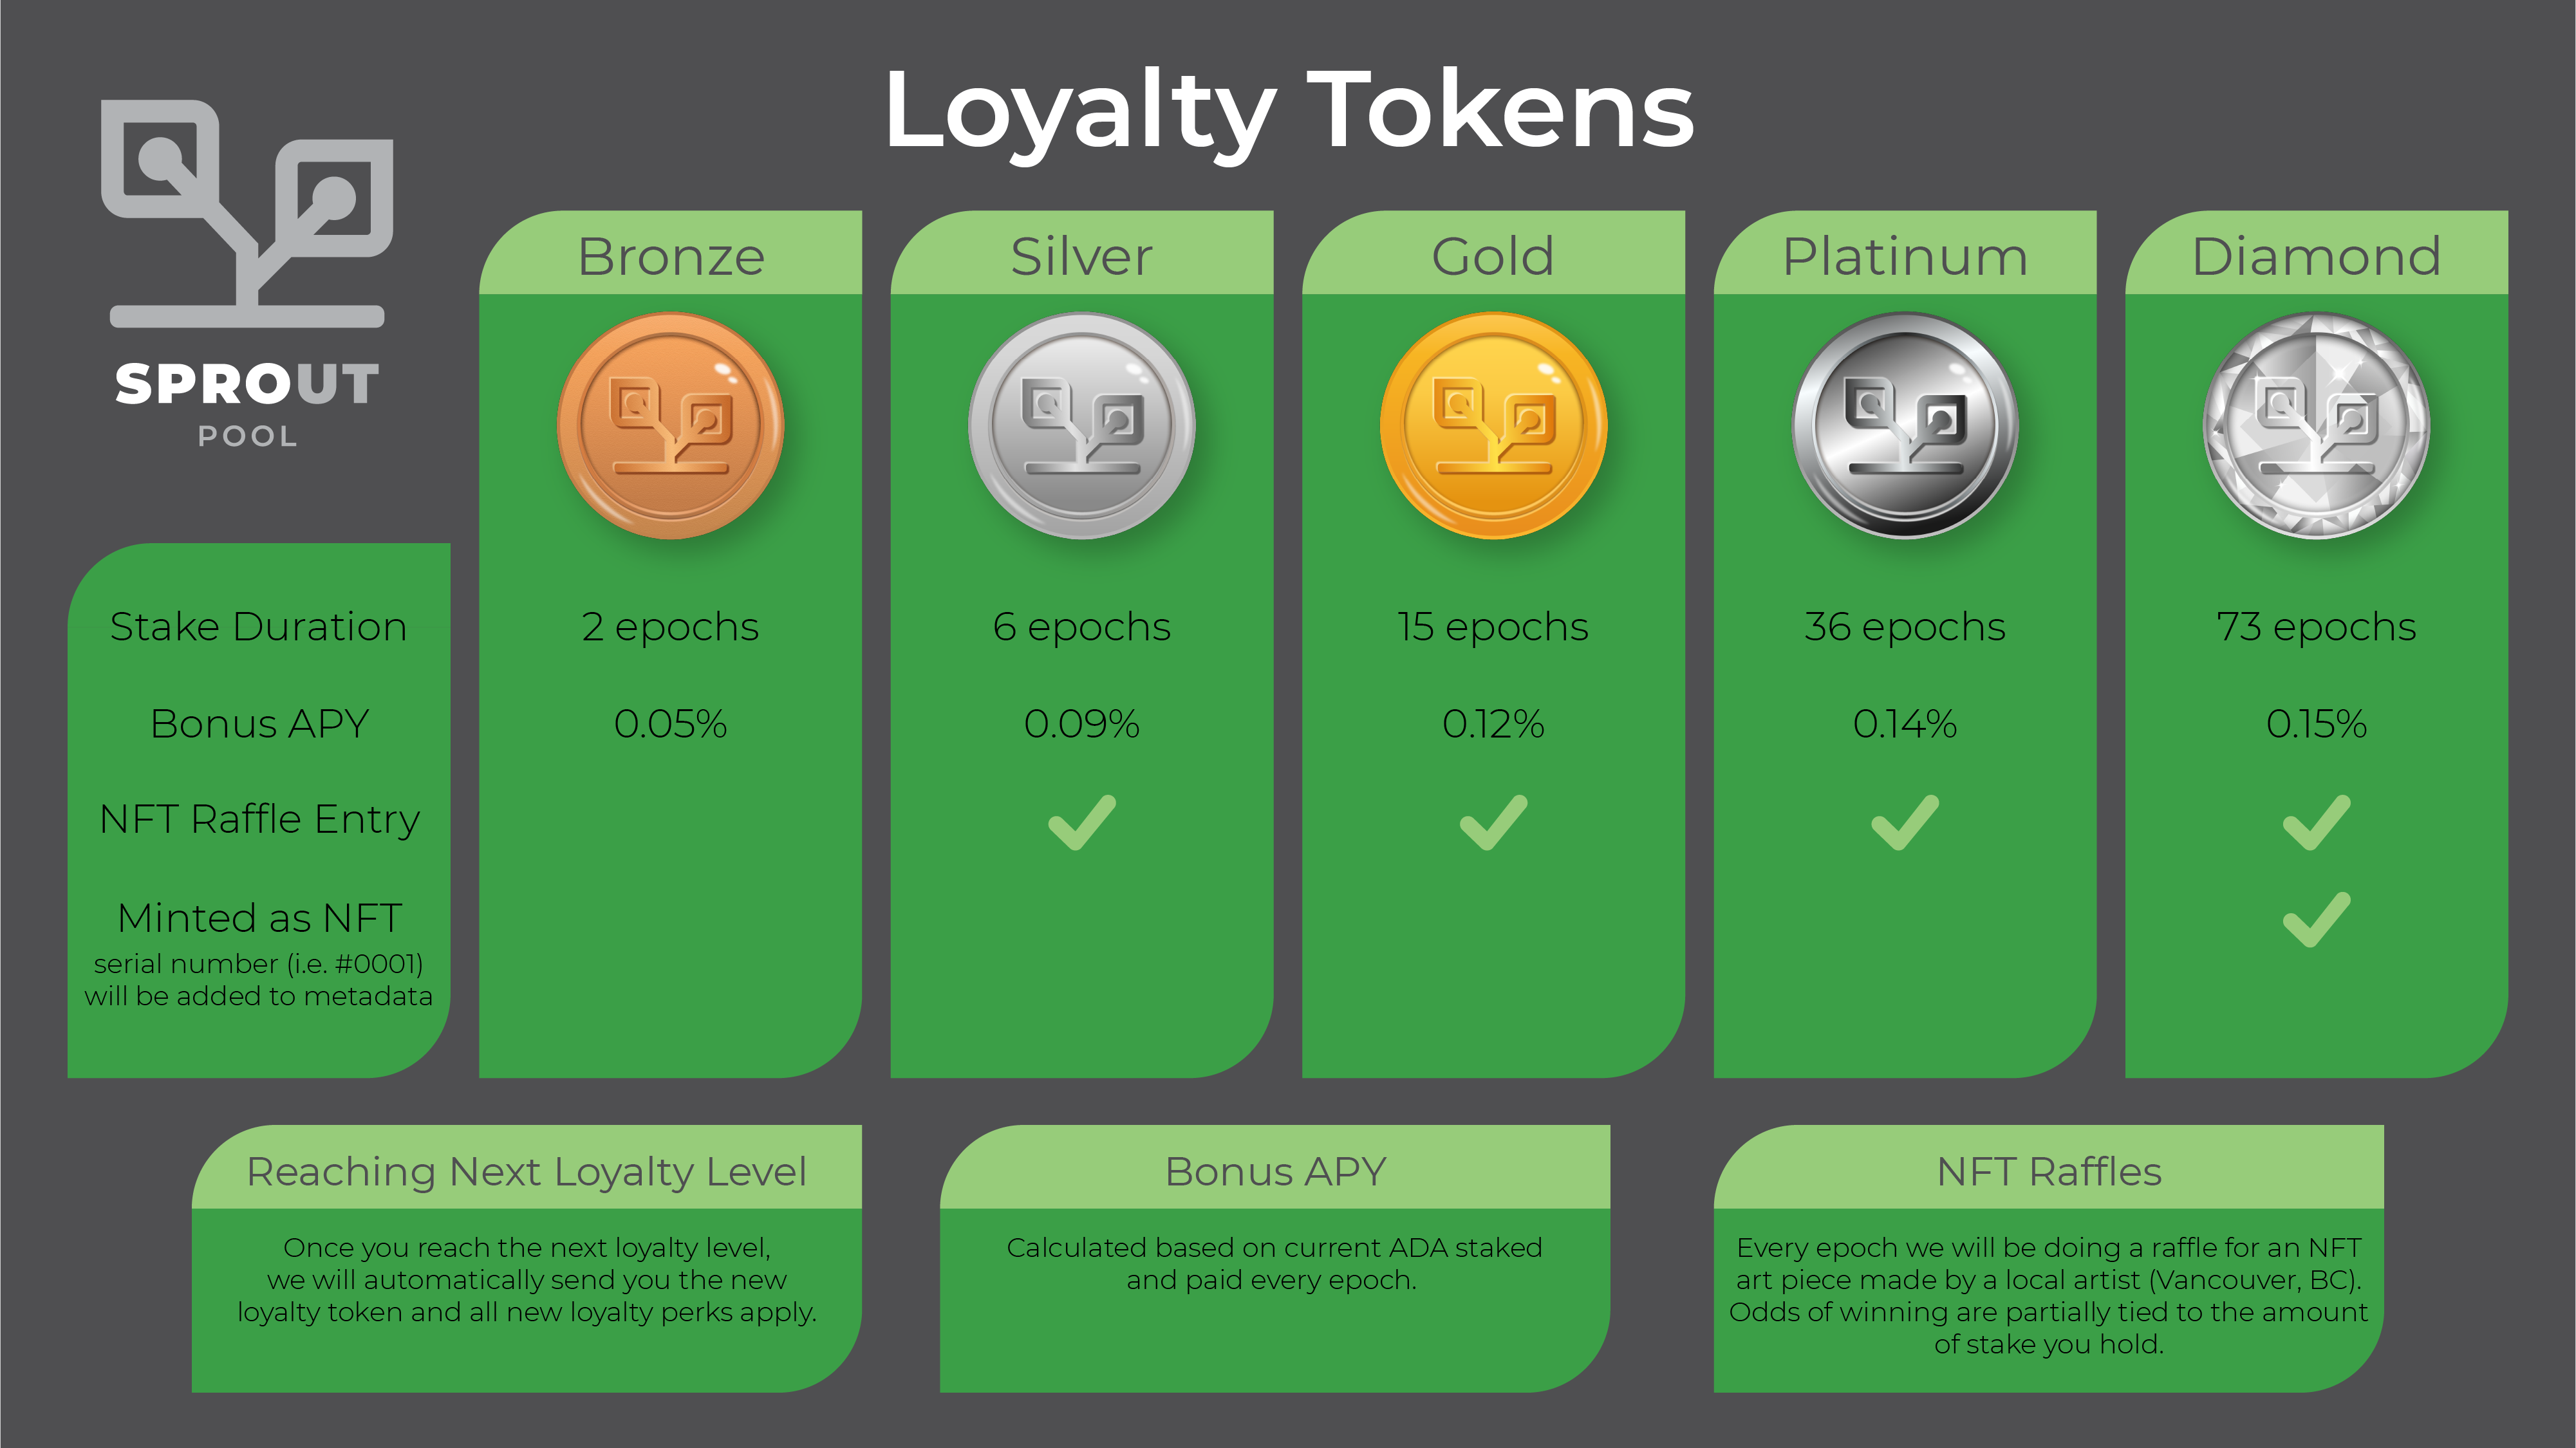 Loyalty Tokens
SPROUT
POOL
Bronze Silver Gold Platinum Diamond
Stake Duration 2 epochs 6 epochs 15 epochs 36 epochs 73 epochs
Bonus APY 0.05% 0.09% 0.12% 0.14% 0.15%
NFT Raffle Entry
Minted as NFT
serial number (i.e. #0001)
will be added to metadata
Reaching Next Loyalty Level
Once you reach the next loyalty level,
we will automatically send you the new
loyalty token and all new loyalty perks apply.
Bonus APY
Calculated based on current ADA staked
and paid every epoch.
NFT Raffles
Every epoch we will be doing a raffle for an NFT
art piece made by a local artist (Vancouver, BC).
Odds of winning are partially tied to the amount
of stake you hold.